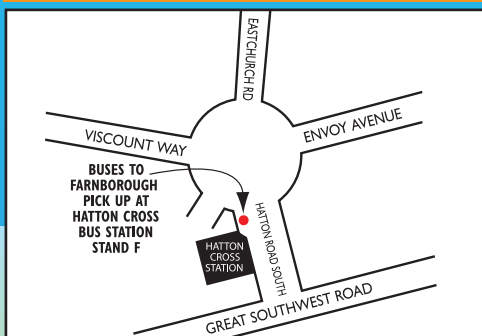 EASTCHURCH RD
VISCOUNT WAY
ENVOY AVENUE
BUSES TO
FARNBOROUGH
PICK UP AT
HATTON CROSS
BUS STATION
STAND F
HATTON ROAD SOUTH
HATTON
CROSS
STATION
GREAT SOUTHWEST ROAD